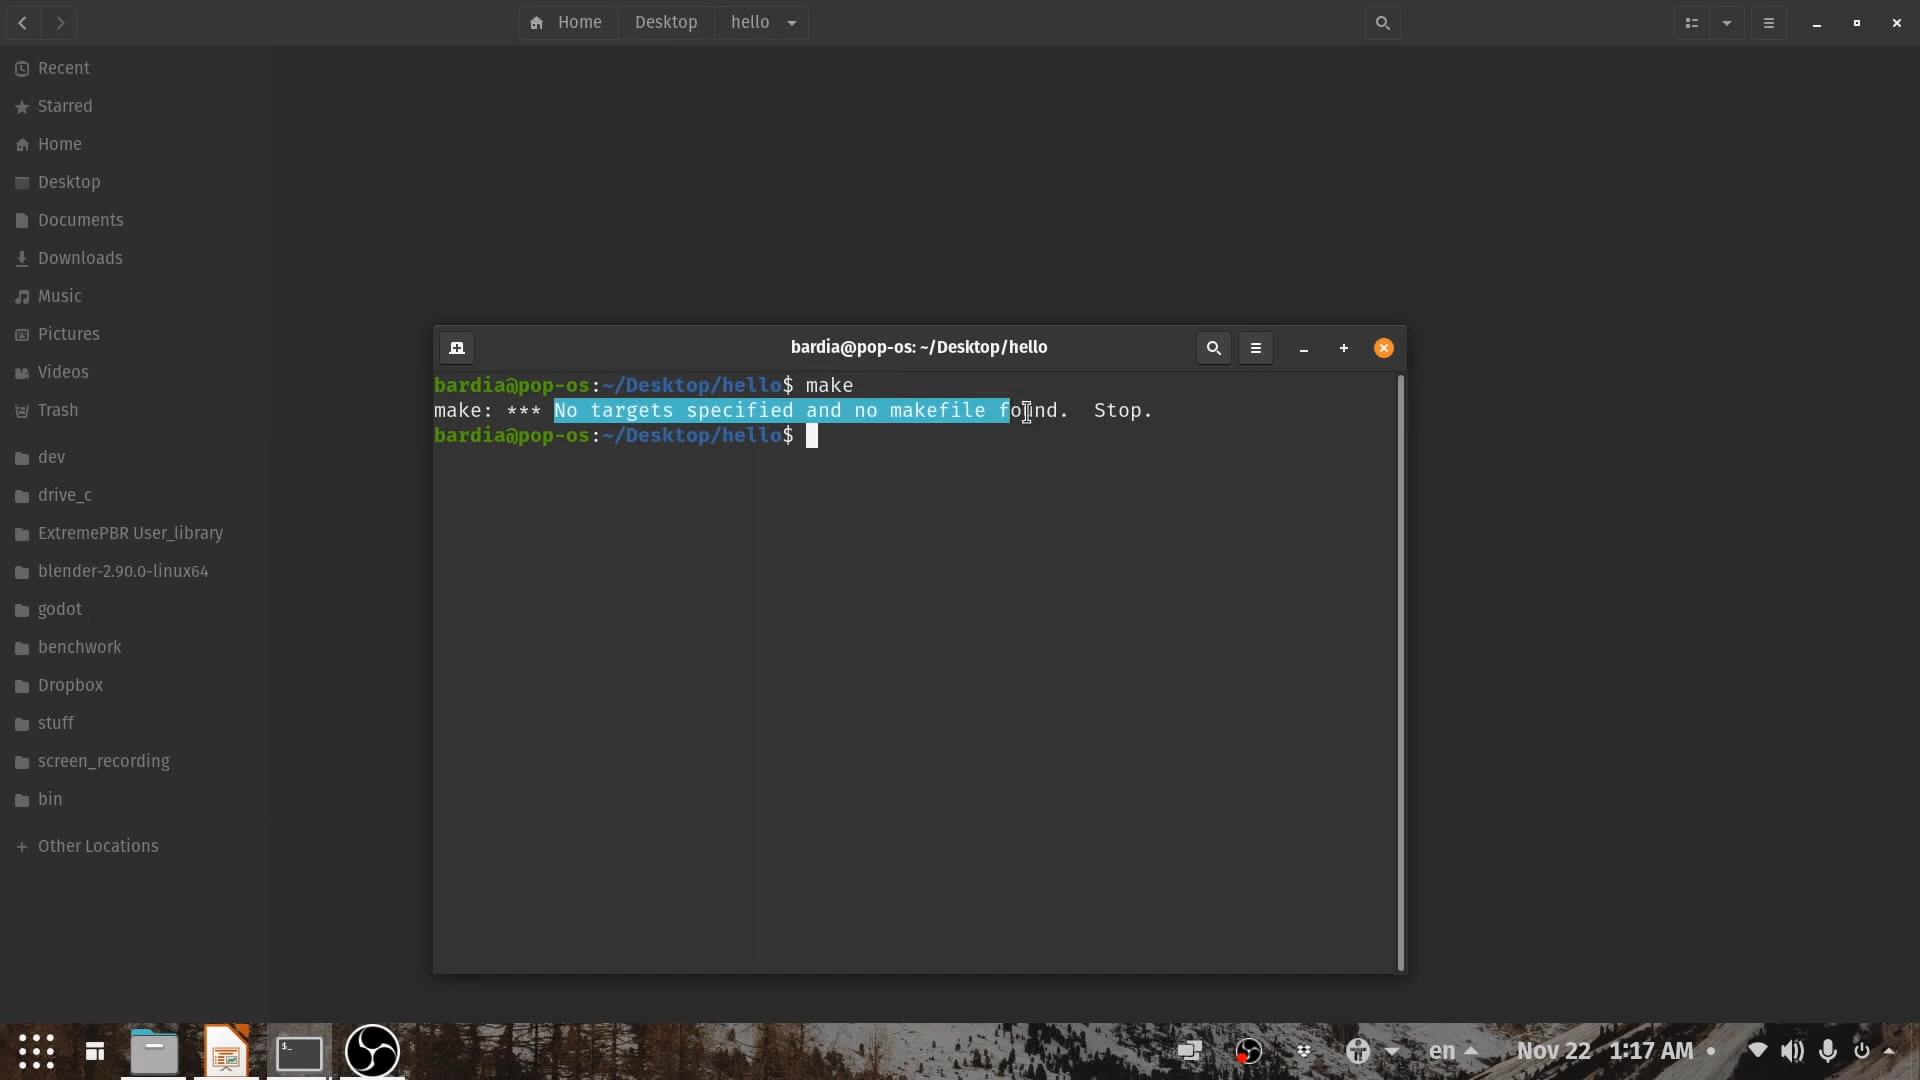 Home Desktop hello
Recent
Starred
Home
Desktop
Documents
Downloads
Music
Pictures
Videos
Trash
dev
drive_c
ExtremePBR User_library
blender-2.90.0-linux64
godot
benchwork
Dropbox
stuff
screen_recording
bin
+ Other Locations
bardia@pop-os: ~/Desktop/hello
bardia@pop-os:~/Desktop/hello$ make
make: *** No targets specified and no makefile found.  Stop.
bardia@pop-os:~/Desktop/hello$
$_
en
Nov 22 1:17 AM